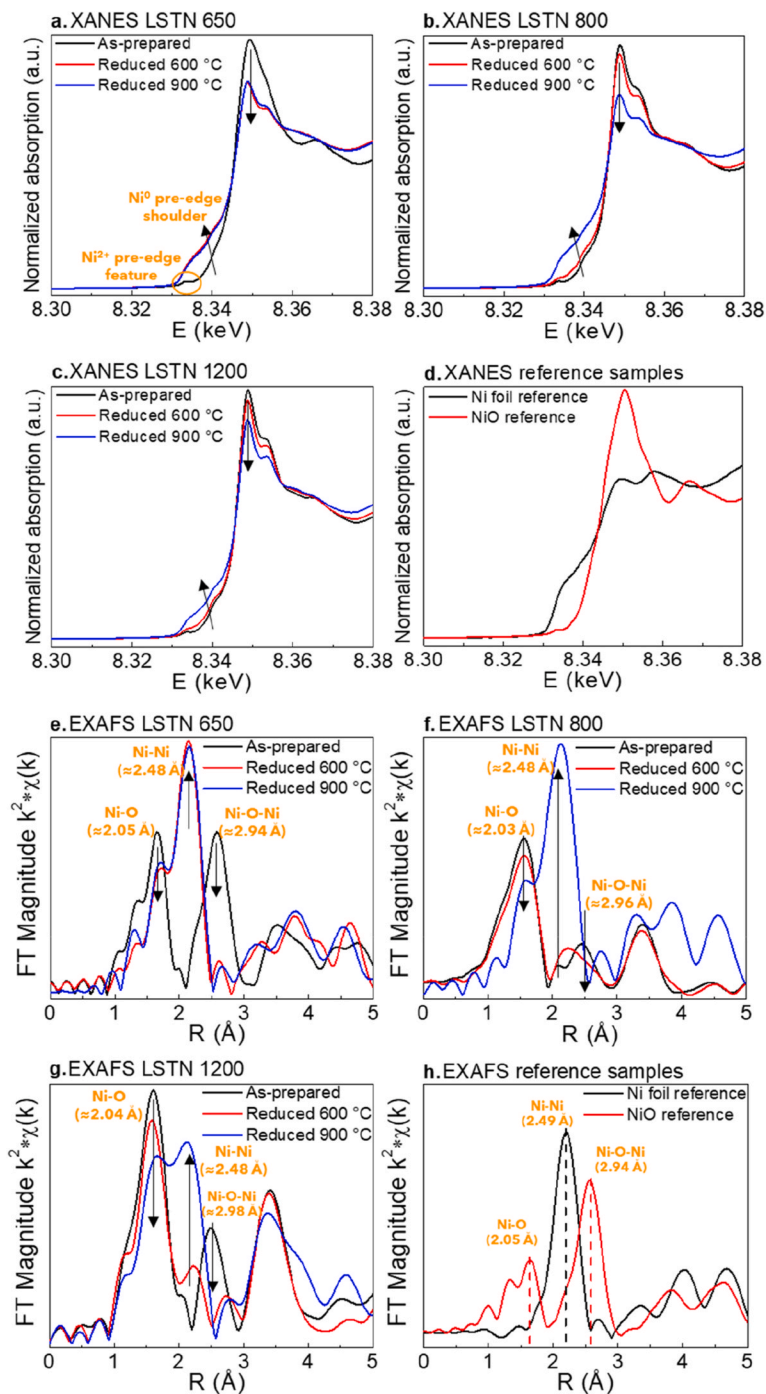 a. XANES LSTN 650
As-prepared
Reduced 600 °C
Reduced 900 °C
Ni⁰ pre-edge
shoulder
Ni²⁺ pre-edge
feature
Normalized absorption (a.u.)
8.30 8.32 8.34 8.36 8.38
E (keV)
b. XANES LSTN 800
As-prepared
Reduced 600 °C
Reduced 900 °C
Normalized absorption (a.u.)
8.30 8.32 8.34 8.36 8.38
E (keV)
c. XANES LSTN 1200
As-prepared
Reduced 600 °C
Reduced 900 °C
Normalized absorption (a.u.)
8.30 8.32 8.34 8.36 8.38
E (keV)
d. XANES reference samples
Ni foil reference
NiO reference
Normalized absorption (a.u.)
8.30 8.32 8.34 8.36 8.38
E (keV)
e. EXAFS LSTN 650
Ni-Ni
(≈2.48 Å)
As-prepared
Reduced 600 °C
Reduced 900 °C
Ni-O
(≈2.05 Å)
Ni-O-Ni
(≈2.94 Å)
FT Magnitude k²*χ(k)
0 1 2 3 4 5
R (Å)
f. EXAFS LSTN 800
Ni-Ni
(≈2.48 Å)
As-prepared
Reduced 600 °C
Reduced 900 °C
Ni-O
(≈2.03 Å)
Ni-O-Ni
(≈2.96 Å)
FT Magnitude k²*χ(k)
0 1 2 3 4 5
R (Å)
g. EXAFS LSTN 1200
Ni-O
(≈2.04 Å)
As-prepared
Reduced 600 °C
Reduced 900 °C
Ni-Ni
(≈2.48 Å)
Ni-O-Ni
(≈2.98 Å)
FT Magnitude k²*χ(k)
0 1 2 3 4 5
R (Å)
h. EXAFS reference samples
Ni foil reference
NiO reference
Ni-Ni
(2.49 Å)
Ni-O-Ni
(2.94 Å)
Ni-O
(2.05 Å)
FT Magnitude k²*χ(k)
0 1 2 3 4 5
R (Å)